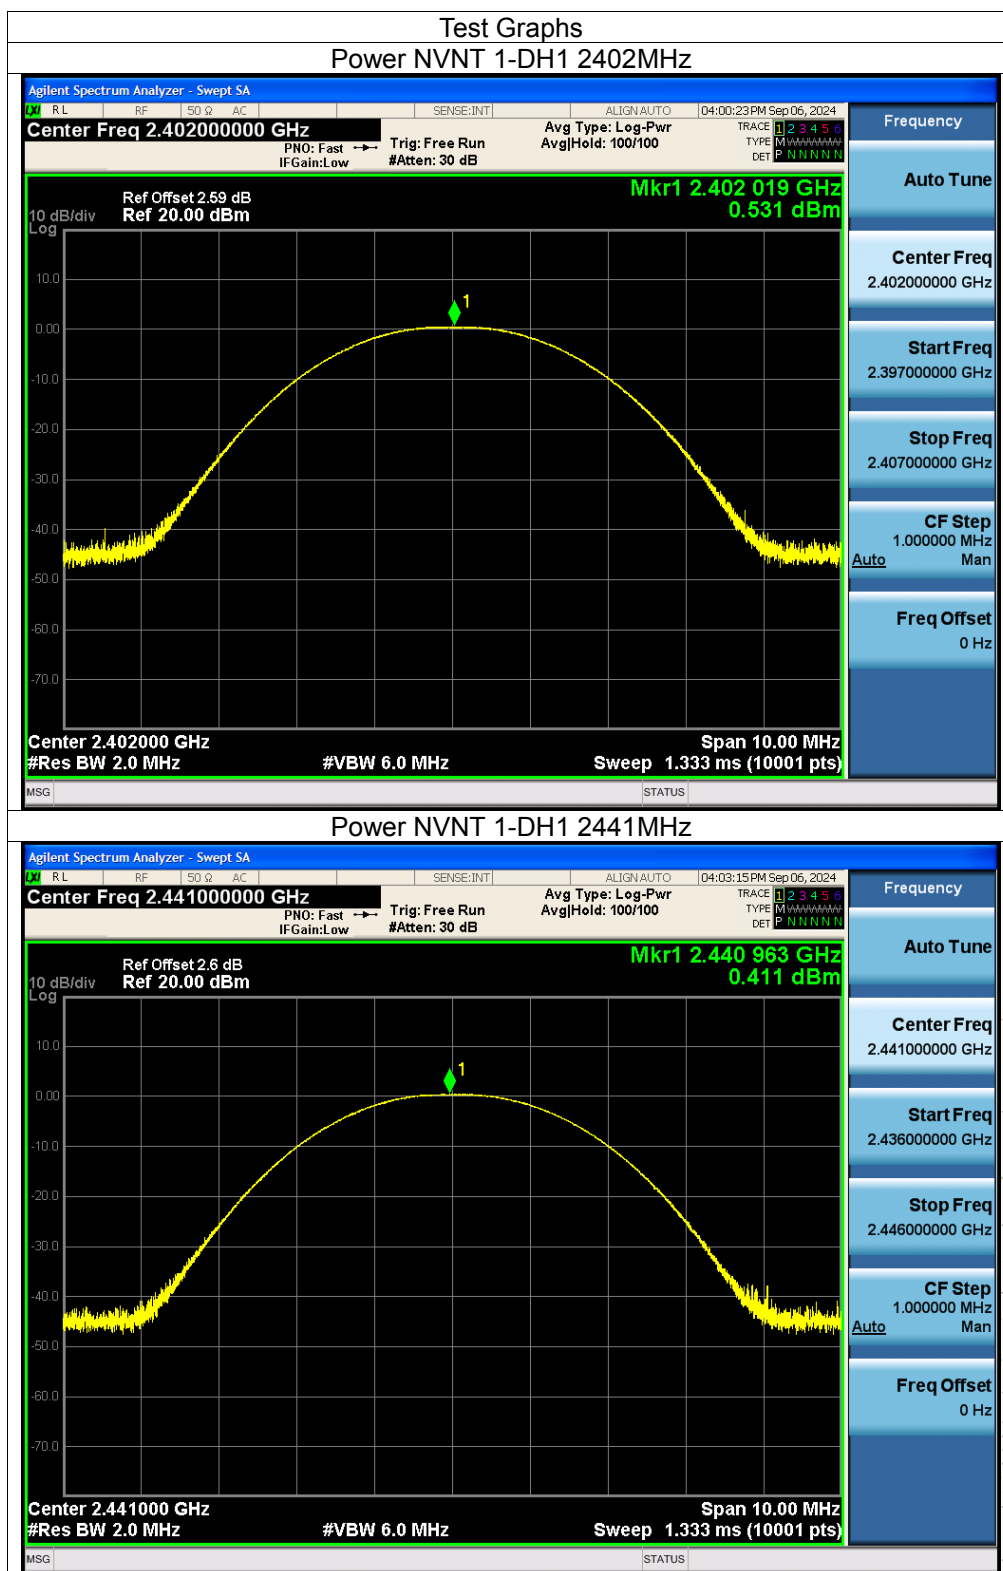 Test Graphs
Power NVNT 1-DH1 2402MHz
Agilent Spectrum Analyzer - Swept SA
LXI RL RF 50 Ω AC SENSE:INT ALIGN AUTO 04:00:23 PM Sep 06, 2024
Center Freq 2.402000000 GHz
PNO: Fast
IFGain:Low
Trig: Free Run
#Atten: 30 dB
Avg Type: Log-Pwr
Avg|Hold: 100/100
TRACE 1 2 3 4 5 6
TYPE M WWWWW
DET P N N N N N
Frequency
Auto Tune
Center Freq
2.402000000 GHz
Start Freq
2.397000000 GHz
Stop Freq
2.407000000 GHz
CF Step
1.000000 MHz
Auto Man
Freq Offset
0 Hz
Ref Offset 2.59 dB
10 dB/div Ref 20.00 dBm
Log
Mkr1 2.402 019 GHz
0.531 dBm
1
10.0
0.00
-10.0
-20.0
-30.0
-40.0
-50.0
-60.0
-70.0
Center 2.402000 GHz Span 10.00 MHz
#Res BW 2.0 MHz #VBW 6.0 MHz Sweep 1.333 ms (10001 pts)
MSG STATUS
Power NVNT 1-DH1 2441MHz
Agilent Spectrum Analyzer - Swept SA
LXI RL RF 50 Ω AC SENSE:INT ALIGN AUTO 04:03:15 PM Sep 06, 2024
Center Freq 2.441000000 GHz
PNO: Fast
IFGain:Low
Trig: Free Run
#Atten: 30 dB
Avg Type: Log-Pwr
Avg|Hold: 100/100
TRACE 1 2 3 4 5 6
TYPE M WWWWW
DET P N N N N N
Frequency
Auto Tune
Center Freq
2.441000000 GHz
Start Freq
2.436000000 GHz
Stop Freq
2.446000000 GHz
CF Step
1.000000 MHz
Auto Man
Freq Offset
0 Hz
Ref Offset 2.6 dB
10 dB/div Ref 20.00 dBm
Log
Mkr1 2.440 963 GHz
0.411 dBm
1
10.0
0.00
-10.0
-20.0
-30.0
-40.0
-50.0
-60.0
-70.0
Center 2.441000 GHz Span 10.00 MHz
#Res BW 2.0 MHz #VBW 6.0 MHz Sweep 1.333 ms (10001 pts)
MSG STATUS